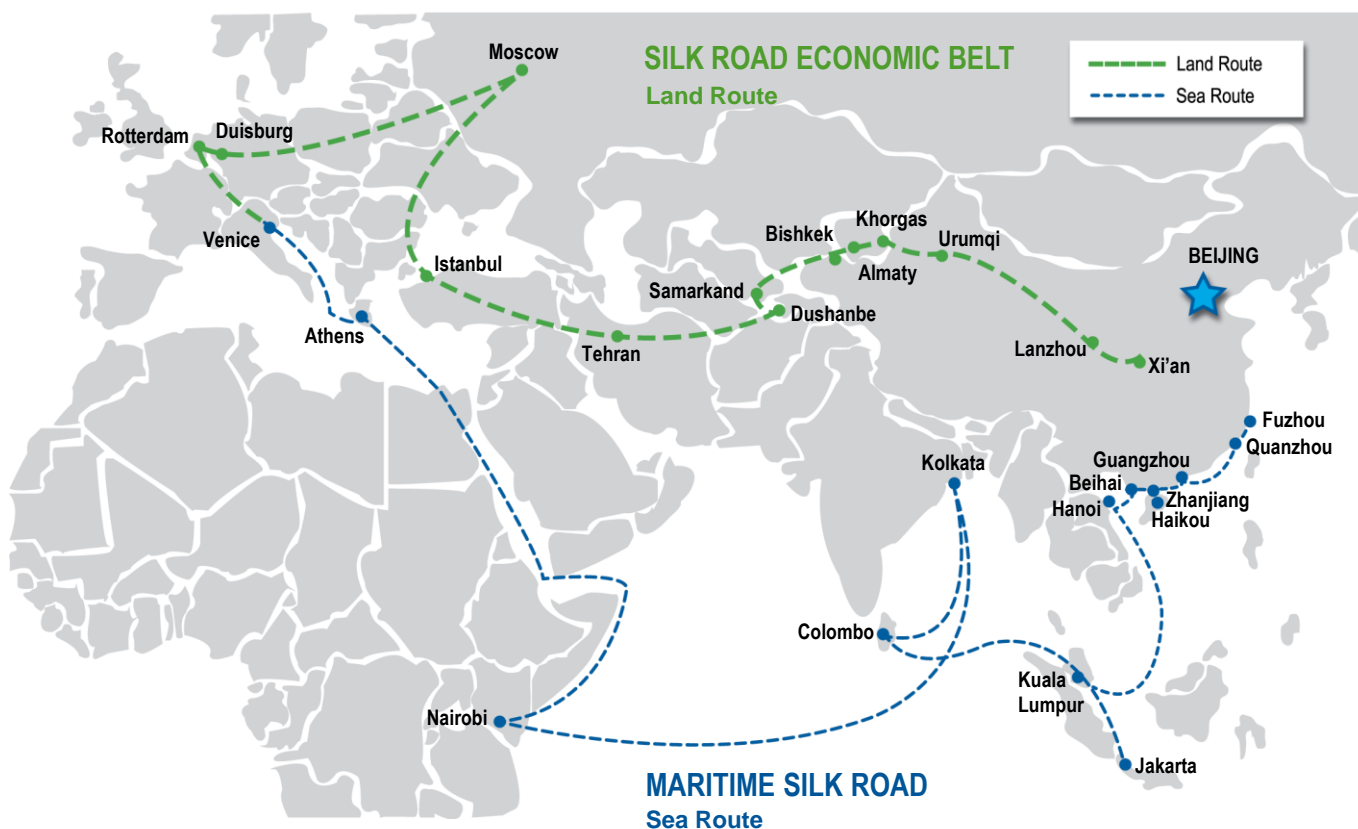 Moscow
SILK ROAD ECONOMIC BELT
Land Route
Land Route
Sea Route
Rotterdam
Duisburg
Venice
Istanbul
Athens
Tehran
Samarkand
Dushanbe
Bishkek
Almaty
Khorgas
Urumqi
BEIJING
Lanzhou
Xi’an
Fuzhou
Quanzhou
Guangzhou
Beihai
Zhanjiang
Hanoi
Haikou
Kolkata
Colombo
Kuala
Lumpur
Nairobi
Jakarta
MARITIME SILK ROAD
Sea Route